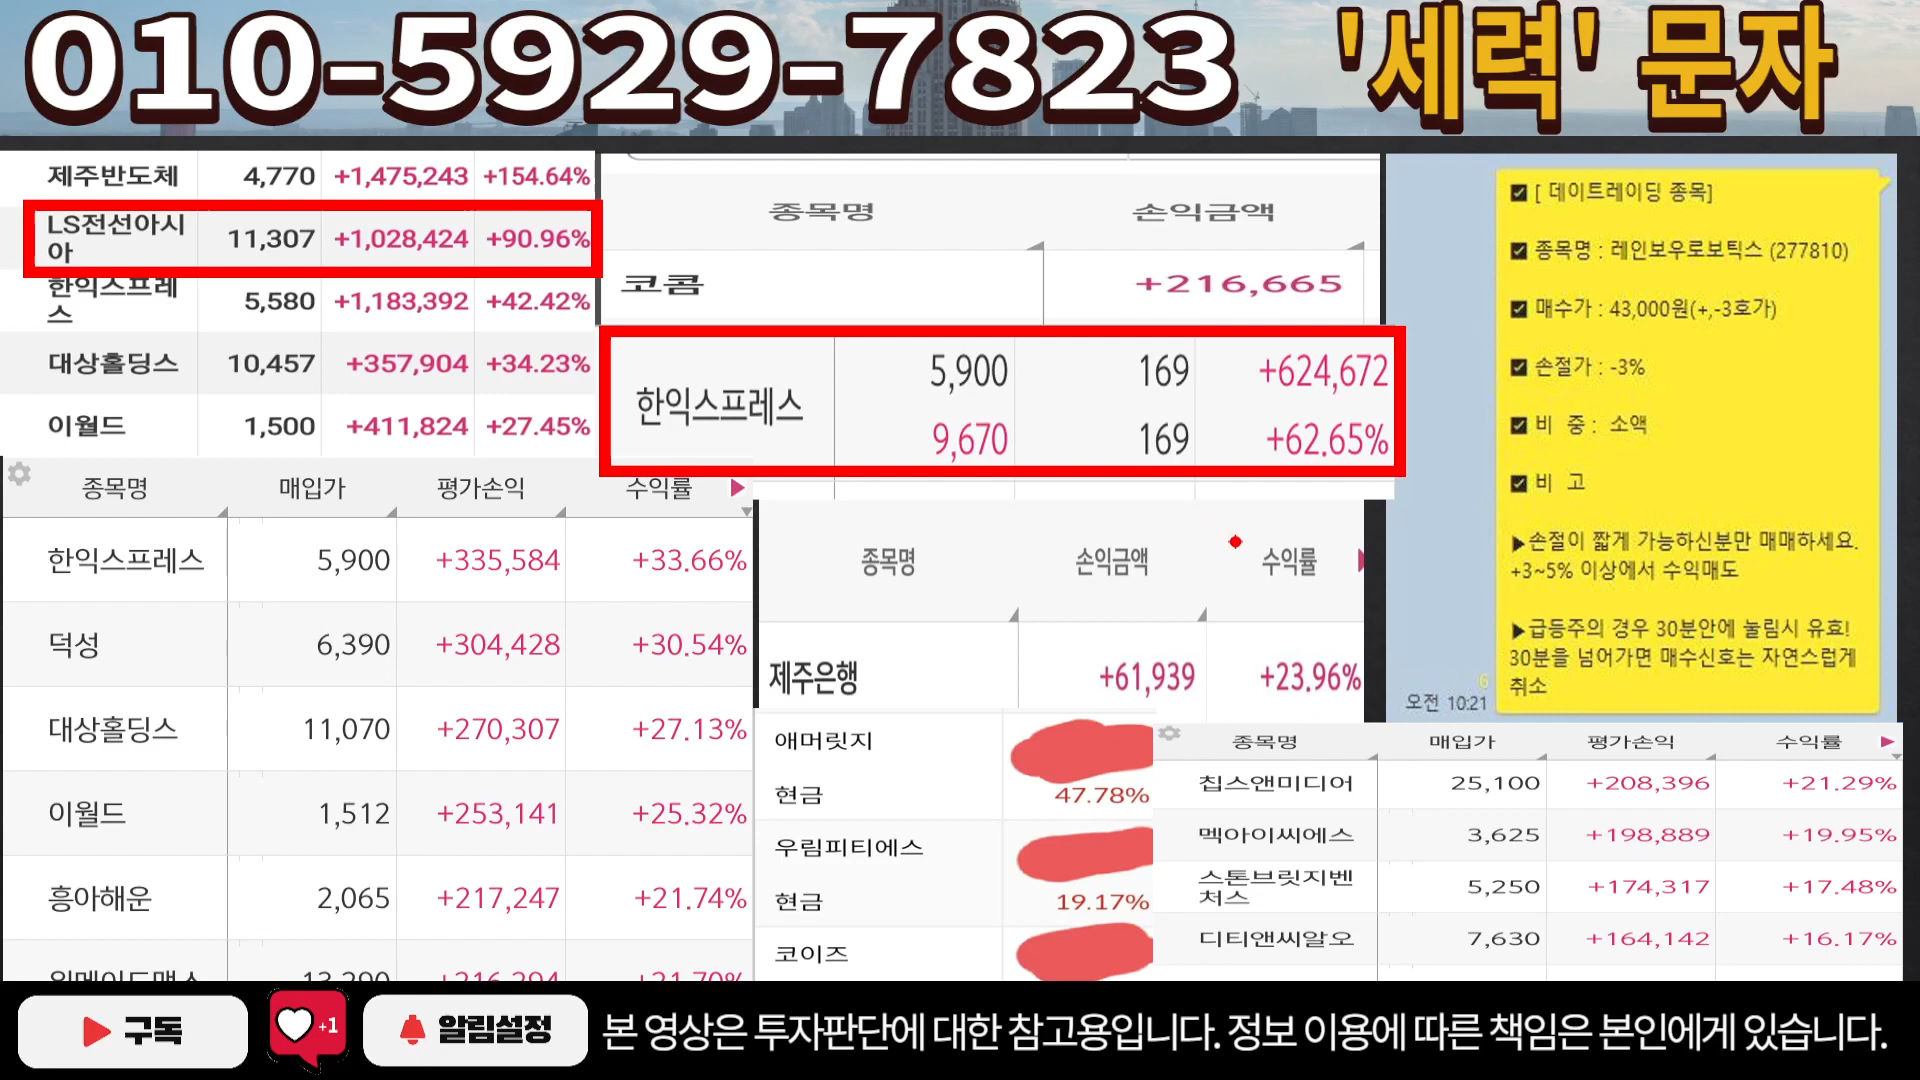 010-5929-7823 '세력' 문자
제주반도체 4,770 +1,475,243 +154.64%
LS전선아시
아 11,307 +1,028,424 +90.96%
한익스프레
스 5,580 +1,183,392 +42.42%
대상홀딩스 10,457 +357,904 +34.23%
이월드 1,500 +411,824 +27.45%
종목명 손익금액
코콤 +216,665
한익스프레스 5,900 169 +624,672
9,670 169 +62.65%
✓ [ 데이트레이딩 종목]
✓ 종목명 : 레인보우로보틱스 (277810)
✓ 매수가 : 43,000원(+,-3호가)
✓ 손절가 : -3%
✓ 비 중 : 소액
✓ 비 고
▶손절이 짧게 가능하신분만 매매하세요.
+3~5% 이상에서 수익매도
▶급등주의 경우 30분안에 눌림시 유효!
30분을 넘어가면 매수신호는 자연스럽게
취소
6
오전 10:21
종목명 매입가 평가손익 수익률
한익스프레스 5,900 +335,584 +33.66%
덕성 6,390 +304,428 +30.54%
대상홀딩스 11,070 +270,307 +27.13%
이월드 1,512 +253,141 +25.32%
흥아해운 2,065 +217,247 +21.74%
종목명 손익금액 수익률
제주은행 +61,939 +23.96%
애머릿지
현금 47.78%
우림피티에스
현금 19.17%
코이즈
종목명 매입가 평가손익 수익률
칩스앤미디어 25,100 +208,396 +21.29%
멕아이씨에스 3,625 +198,889 +19.95%
스톤브릿지벤
처스 5,250 +174,317 +17.48%
디티앤씨알오 7,630 +164,142 +16.17%
구독 +1 알림설정 본 영상은 투자판단에 대한 참고용입니다. 정보 이용에 따른 책임은 본인에게 있습니다.